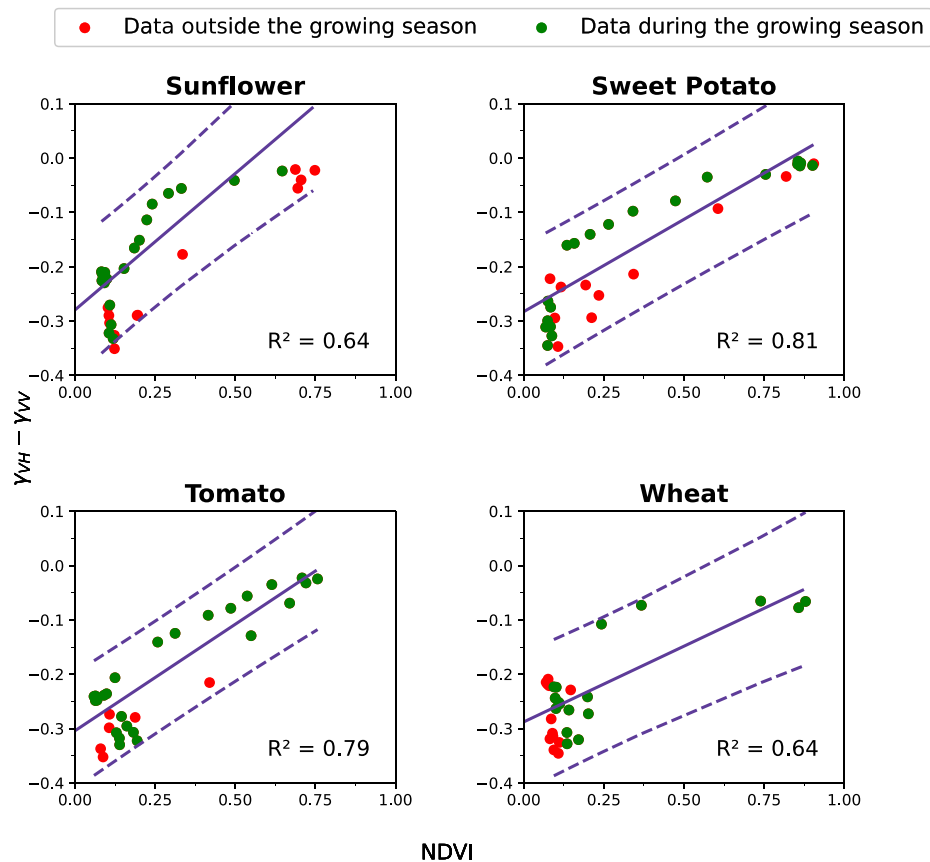 Data outside the growing season Data during the growing season
Sunflower Sweet Potato
0.1 0.1
0.0 0.0
−0.1 −0.1
−0.2 −0.2
−0.3 −0.3
R² = 0.64 R² = 0.81
−0.4 −0.4
0.00 0.25 0.50 0.75 1.00 0.00 0.25 0.50 0.75 1.00
γVH − γVV
Tomato Wheat
0.1 0.1
0.0 0.0
−0.1 −0.1
−0.2 −0.2
−0.3 −0.3
R² = 0.79 R² = 0.64
−0.4 −0.4
0.00 0.25 0.50 0.75 1.00 0.00 0.25 0.50 0.75 1.00
NDVI